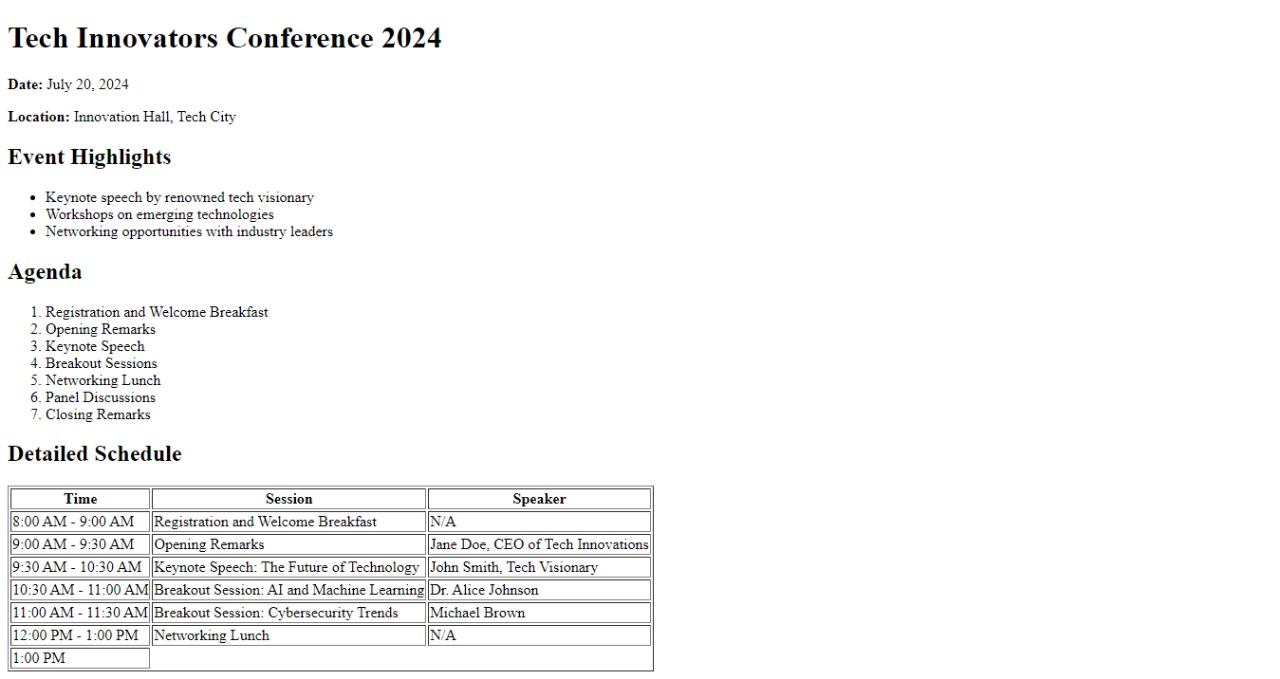 Tech Innovators Conference 2024
Date: July 20, 2024
Location: Innovation Hall, Tech City
Event Highlights
• Keynote speech by renowned tech visionary
• Workshops on emerging technologies
• Networking opportunities with industry leaders
Agenda
1. Registration and Welcome Breakfast
2. Opening Remarks
3. Keynote Speech
4. Breakout Sessions
5. Networking Lunch
6. Panel Discussions
7. Closing Remarks
Detailed Schedule
Time Session Speaker
8:00 AM - 9:00 AM Registration and Welcome Breakfast N/A
9:00 AM - 9:30 AM Opening Remarks Jane Doe, CEO of Tech Innovations
9:30 AM - 10:30 AM Keynote Speech: The Future of Technology John Smith, Tech Visionary
10:30 AM - 11:00 AM Breakout Session: AI and Machine Learning Dr. Alice Johnson
11:00 AM - 11:30 AM Breakout Session: Cybersecurity Trends Michael Brown
12:00 PM - 1:00 PM Networking Lunch N/A
1:00 PM